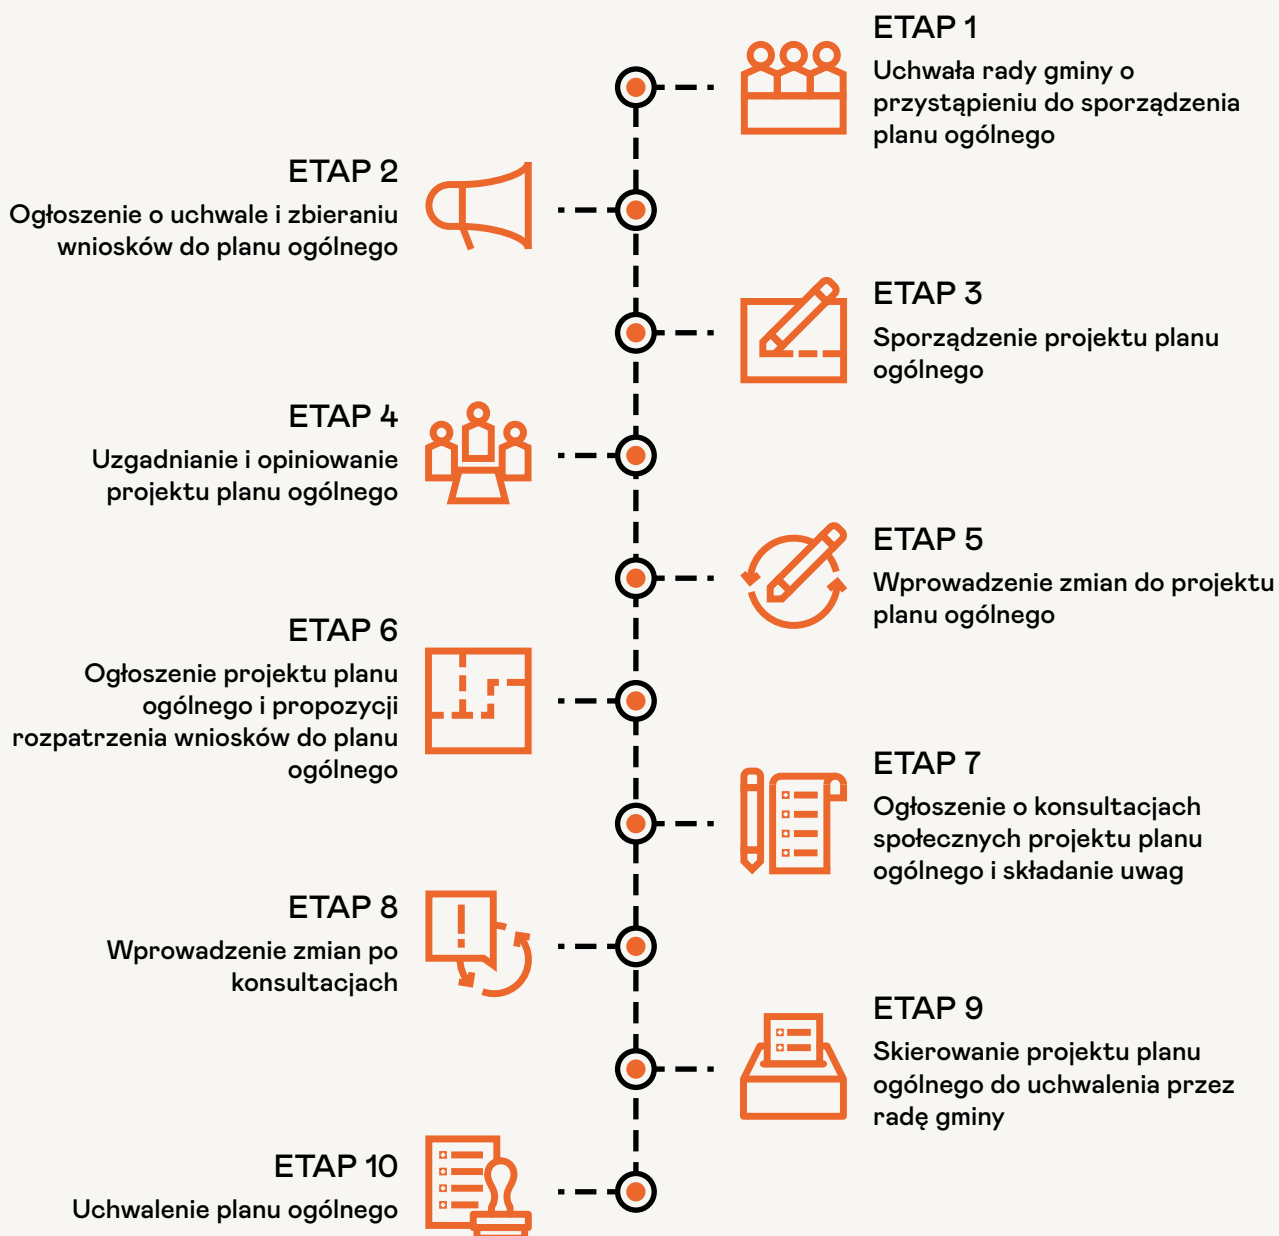 ETAP 1
Uchwała rady gminy o
przystąpieniu do sporządzenia
planu ogólnego
ETAP 2
Ogłoszenie o uchwale i zbieraniu
wniosków do planu ogólnego
ETAP 3
Sporządzenie projektu planu
ogólnego
ETAP 4
Uzgadnianie i opiniowanie
projektu planu ogólnego
ETAP 5
Wprowadzenie zmian do projektu
planu ogólnego
ETAP 6
Ogłoszenie projektu planu
ogólnego i propozycji
rozpatrzenia wniosków do planu
ogólnego
ETAP 7
Ogłoszenie o konsultacjach
społecznych projektu planu
ogólnego i składanie uwag
ETAP 8
Wprowadzenie zmian po
konsultacjach
ETAP 9
Skierowanie projektu planu
ogólnego do uchwalenia przez
radę gminy
ETAP 10
Uchwalenie planu ogólnego